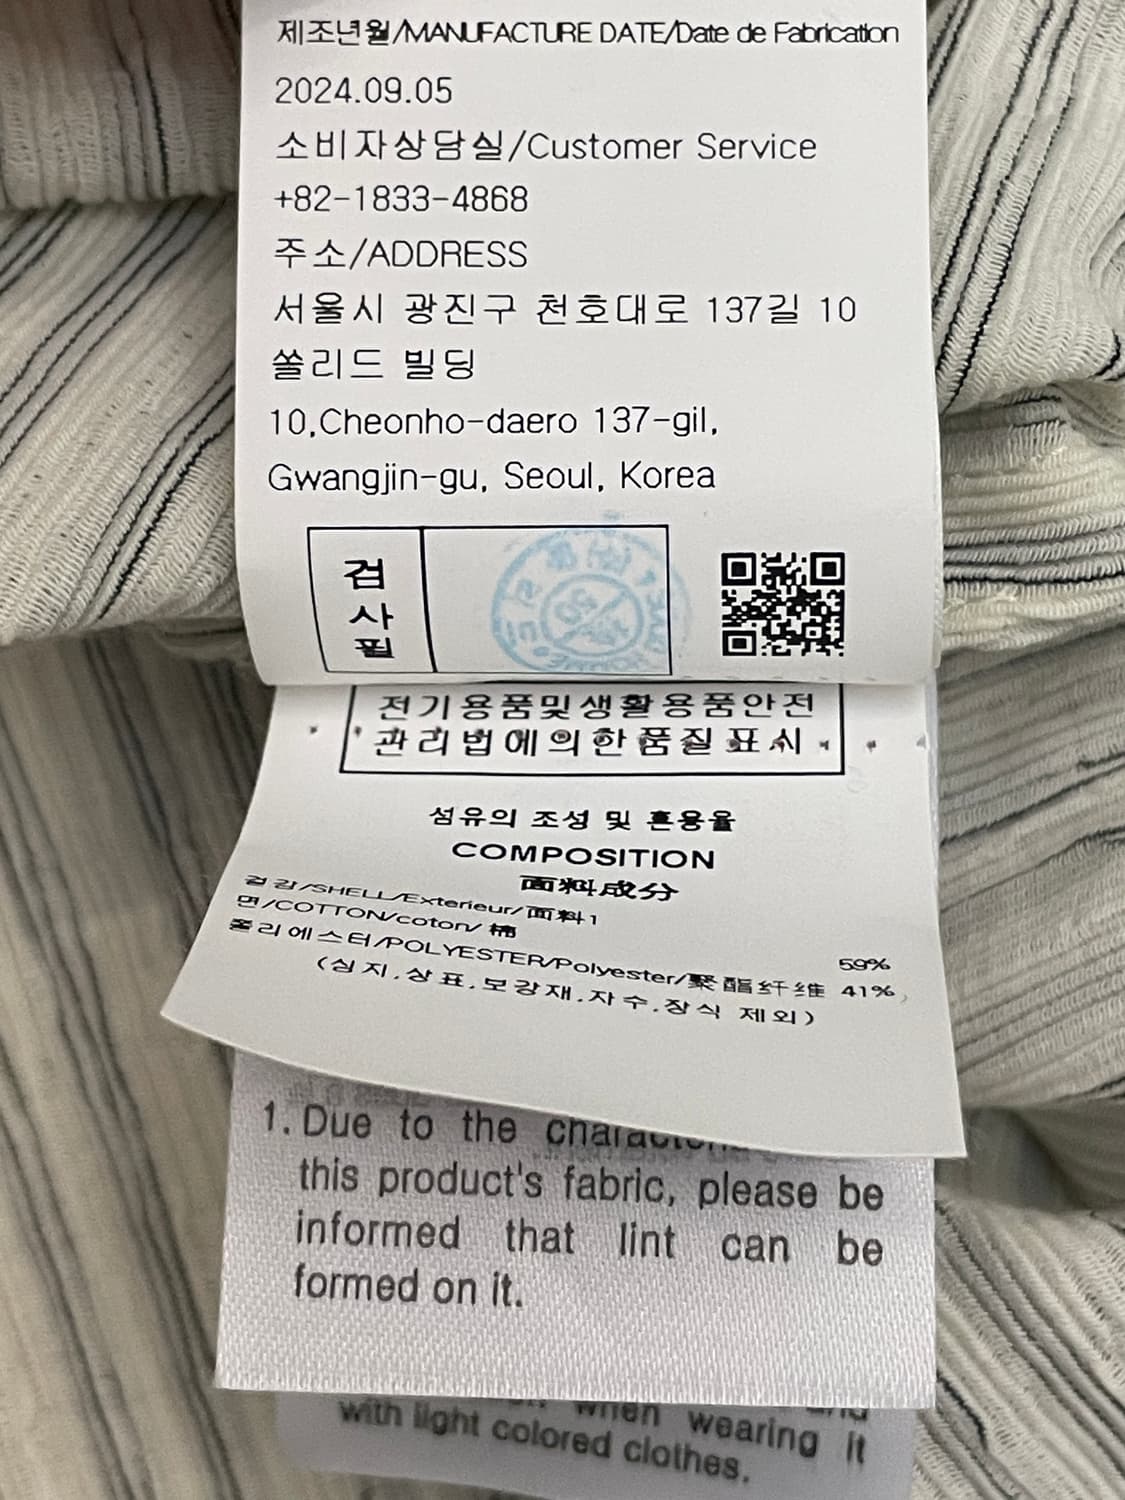 제조년월/MANUFACTURE DATE/Date de Fabrication
2024.09.05
소비자상담실/Customer Service
+82-1833-4868
주소/ADDRESS
서울시 광진구 천호대로 137길 10
쏠리드 빌딩
10,Cheonho-daero 137-gil,
Gwangjin-gu, Seoul, Korea
검
사
필
전기용품및생활용품안전
관리법에의한품질표시
섬유의 조성 및 혼용율
COMPOSITION
面料成分
겉감/SHELL/Exterieur/面料1
면/COTTON/coton/棉 59%
폴리에스터/POLYESTER/Polyester/聚酯纤维 41%
(심지.상표.보강재.자수.장식 제외)
1. Due to the
this product's fabric, please be
informed that lint can be
formed on it.
when wearing it
with light colored clothes.